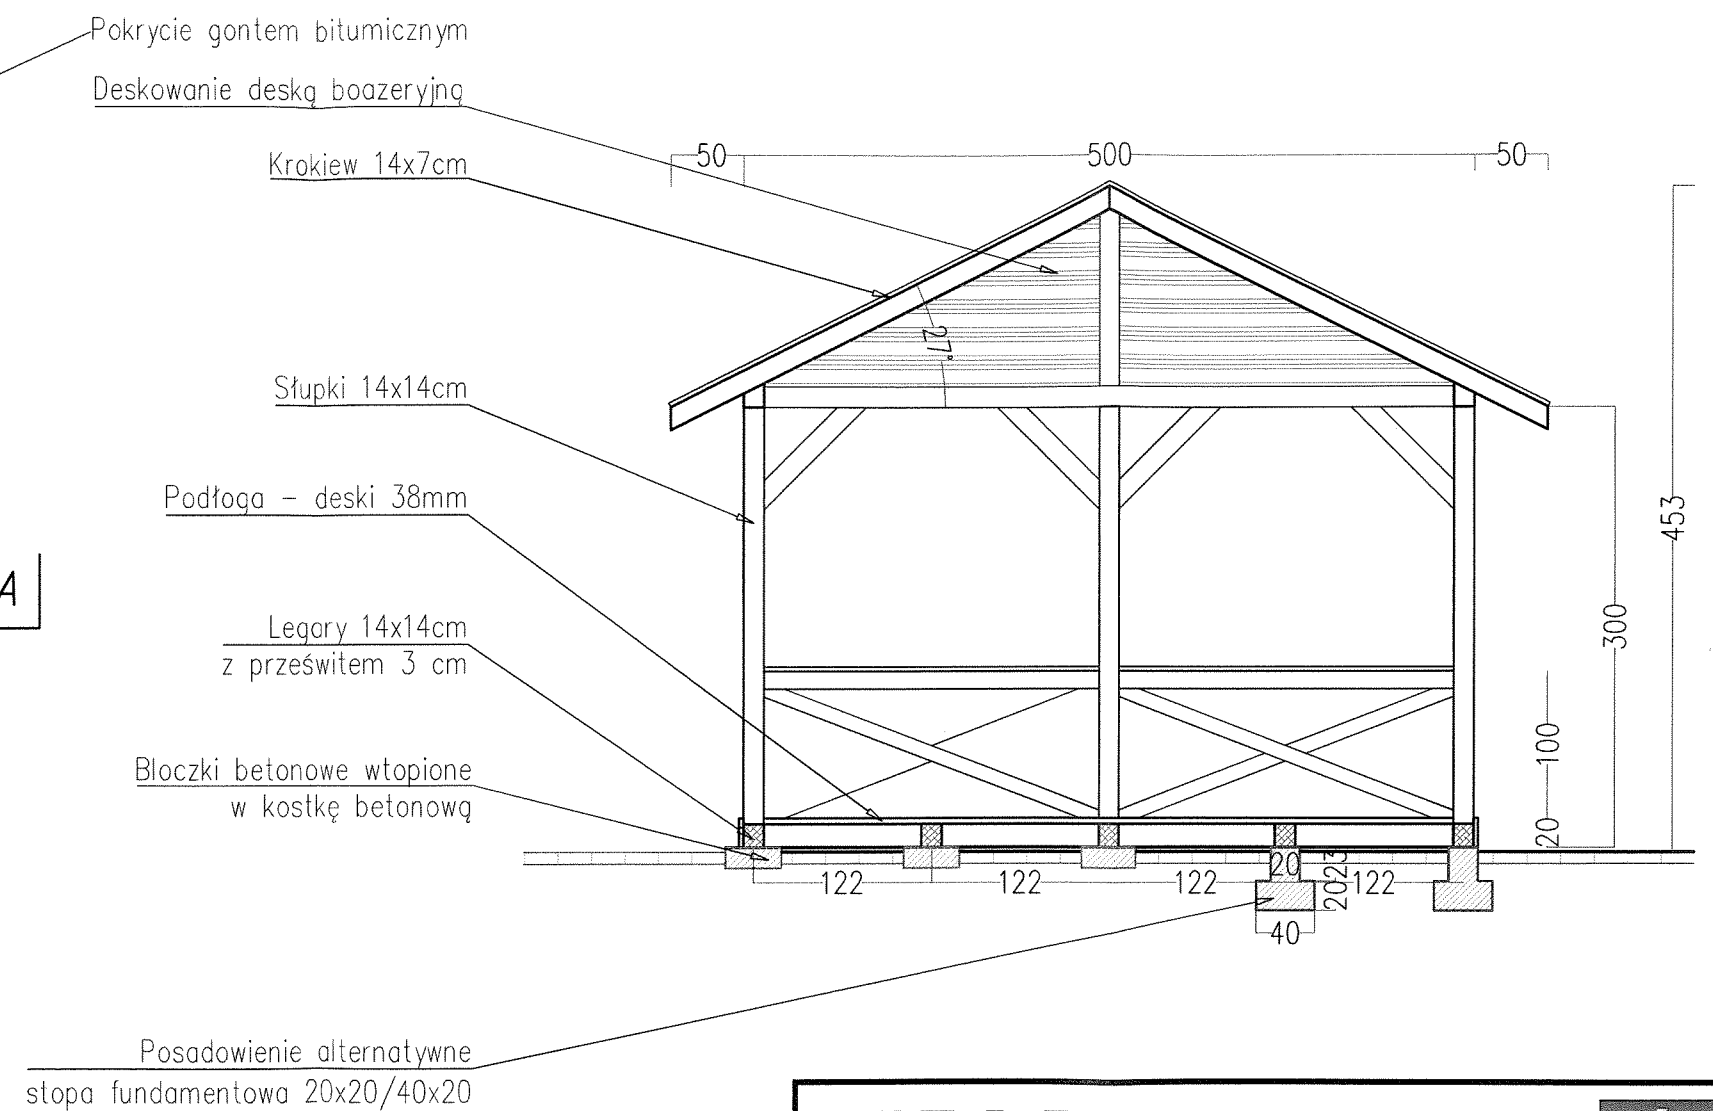 Pokrycie gontem bitumicznym
Deskowanie deską boazeryjną
Krokiew 14x7cm
50 500 50
27°
Słupki 14x14cm
Podłoga – deski 38mm
453
A
300
Legary 14x14cm
z prześwitem 3 cm
100
Bloczki betonowe wtopione
w kostkę betonową
20
122 122 122 20 2023 122
40
Posadowienie alternatywne
stopa fundamentowa 20x20/40x20